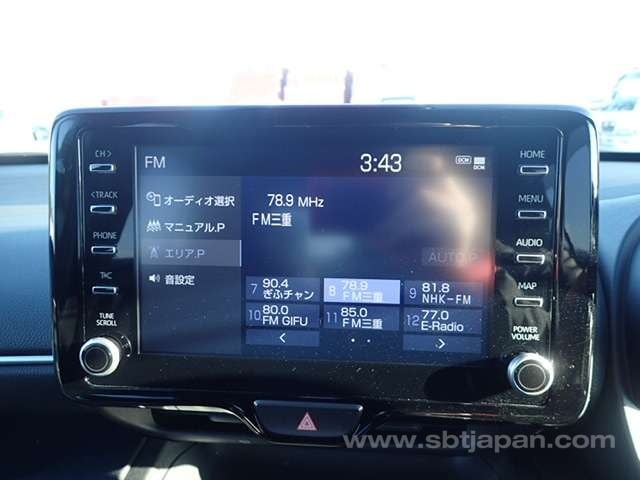 CH>
<TRACK
PHONE
TUNE
SCROLL
FM
3:43
DCM
DCM
オーディオ選択
マニュアル.P
エリア.P
音設定
78.9 MHz
FM三重
AUTO.P
7 90.4 ぎふチャン
8 78.9 FM三重
9 81.8 NHK-FM
10 80.0 FM GIFU
11 85.0 FM三重
12 77.0 E-Radio
<
>
HOME
MENU
AUDIO
MAP
POWER
VOLUME
www.sbtjapan.com